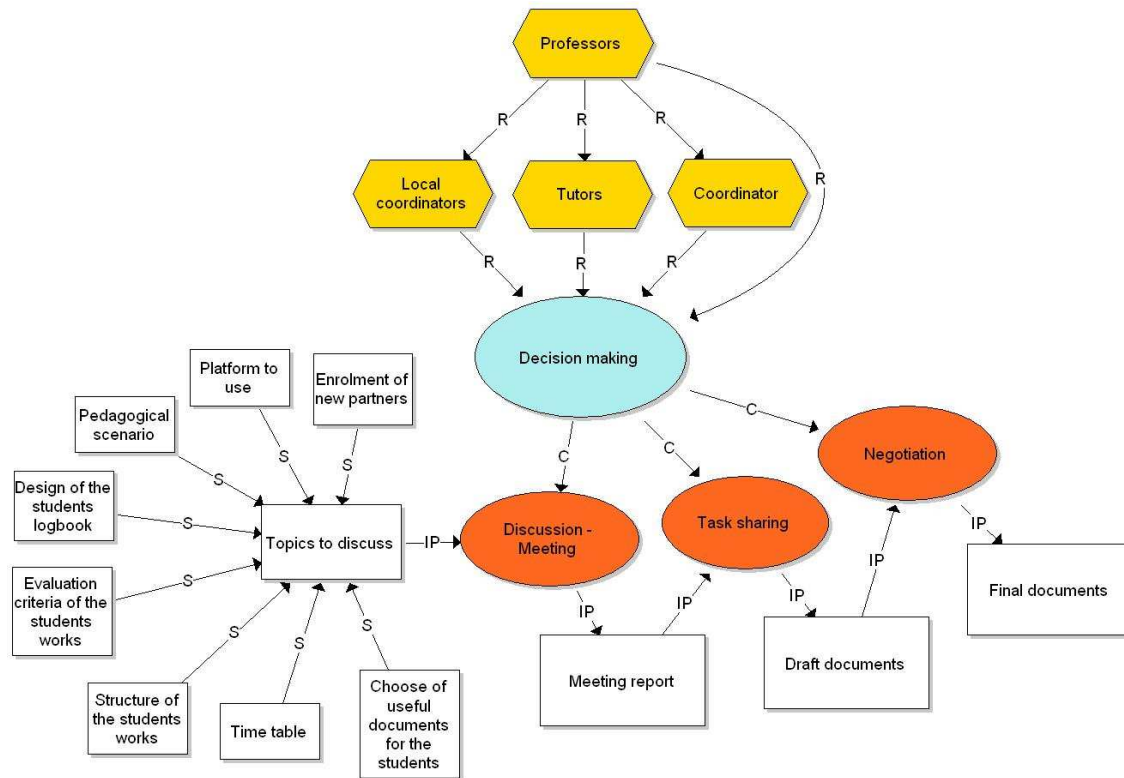 Professors
R
R
R
R
Local
coordinators
Tutors
Coordinator
R
R
R
Decision making
Platform to
use
Enrolment of
new partners
Pedagogical
scenario
C
C
C
Negotiation
S
S
S
Design of the
students
logbook
S
Topics to discuss
IP
Discussion -
Meeting
Task sharing
IP
IP
IP
IP
IP
Evaluation
criteria of the
students
works
S
Final documents
Draft documents
Meeting report
S
S
S
Structure of
the students
works
Time table
Choose of
useful
documents
for the
students